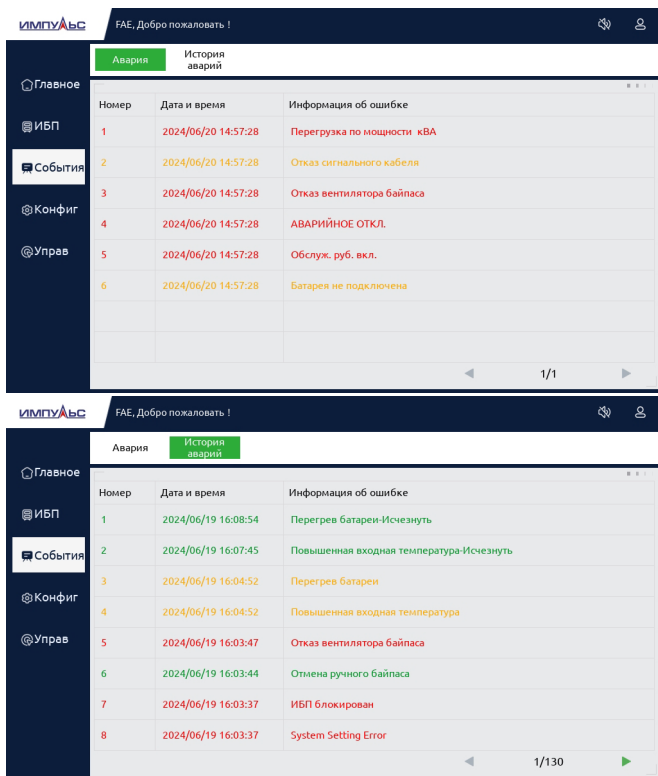 ИМПУЛЬС
FAE, Добро пожаловать !
Авария
История
аварий
Главное
ИБП
События
Конфиг
Управ
Номер Дата и время Информация об ошибке
1 2024/06/20 14:57:28 Перегрузка по мощности кВА
2 2024/06/20 14:57:28 Отказ сигнального кабеля
3 2024/06/20 14:57:28 Отказ вентилятора байпаса
4 2024/06/20 14:57:28 АВАРИЙНОЕ ОТКЛ.
5 2024/06/20 14:57:28 Обслуж. руб. вкл.
6 2024/06/20 14:57:28 Батарея не подключена
1/1
ИМПУЛЬС
FAE, Добро пожаловать !
Авария
История
аварий
Главное
ИБП
События
Конфиг
Управ
Номер Дата и время Информация об ошибке
1 2024/06/19 16:08:54 Перегрев батареи-Исчезнуть
2 2024/06/19 16:07:45 Повышенная входная температура-Исчезнуть
3 2024/06/19 16:04:52 Перегрев батареи
4 2024/06/19 16:04:52 Повышенная входная температура
5 2024/06/19 16:03:47 Отказ вентилятора байпаса
6 2024/06/19 16:03:44 Отмена ручного байпаса
7 2024/06/19 16:03:37 ИБП блокирован
8 2024/06/19 16:03:37 System Setting Error
1/130